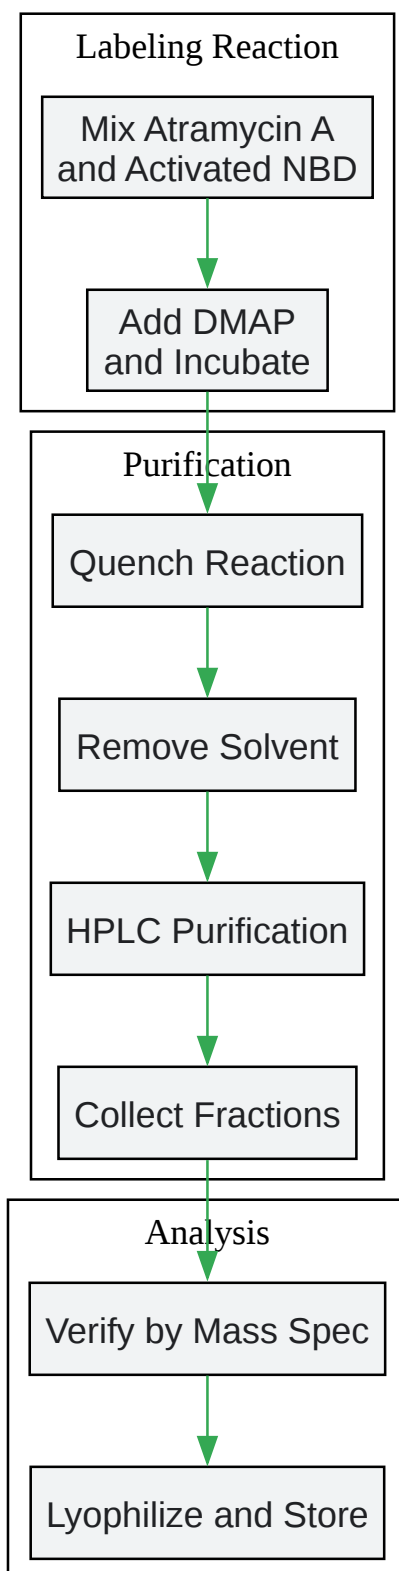 Labeling Reaction
Mix Atramycin A
and Activated NBD
Add DMAP
and Incubate
Purification
Quench Reaction
Remove Solvent
HPLC Purification
Collect Fractions
Analysis
Verify by Mass Spec
Lyophilize and Store